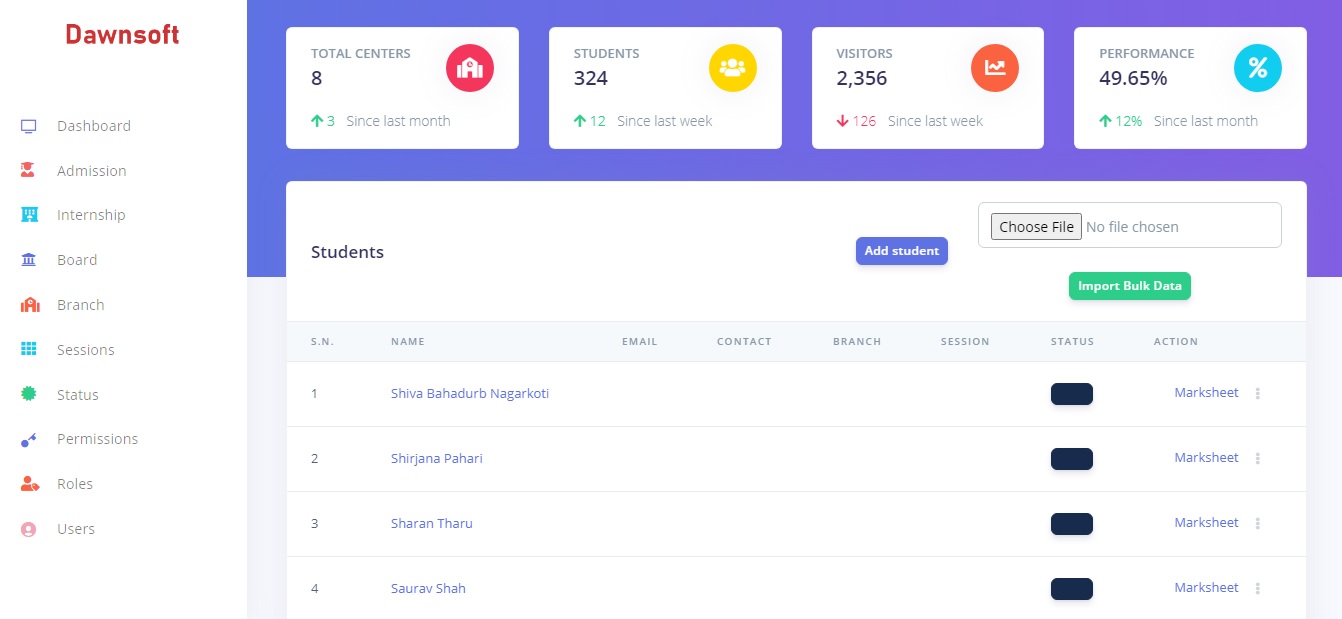 Dawnsoft
Dashboard
Admission
Internship
Board
Branch
Sessions
Status
Permissions
Roles
Users
TOTAL CENTERS
8
3 Since last month
STUDENTS
324
12 Since last week
VISITORS
2,356
126 Since last week
PERFORMANCE
49.65%
12% Since last month
Students
Add student
Choose File No file chosen
Import Bulk Data
S.N. NAME EMAIL CONTACT BRANCH SESSION STATUS ACTION
1 Shiva Bahadurb Nagarkoti Marksheet
2 Shirjana Pahari Marksheet
3 Sharan Tharu Marksheet
4 Saurav Shah Marksheet